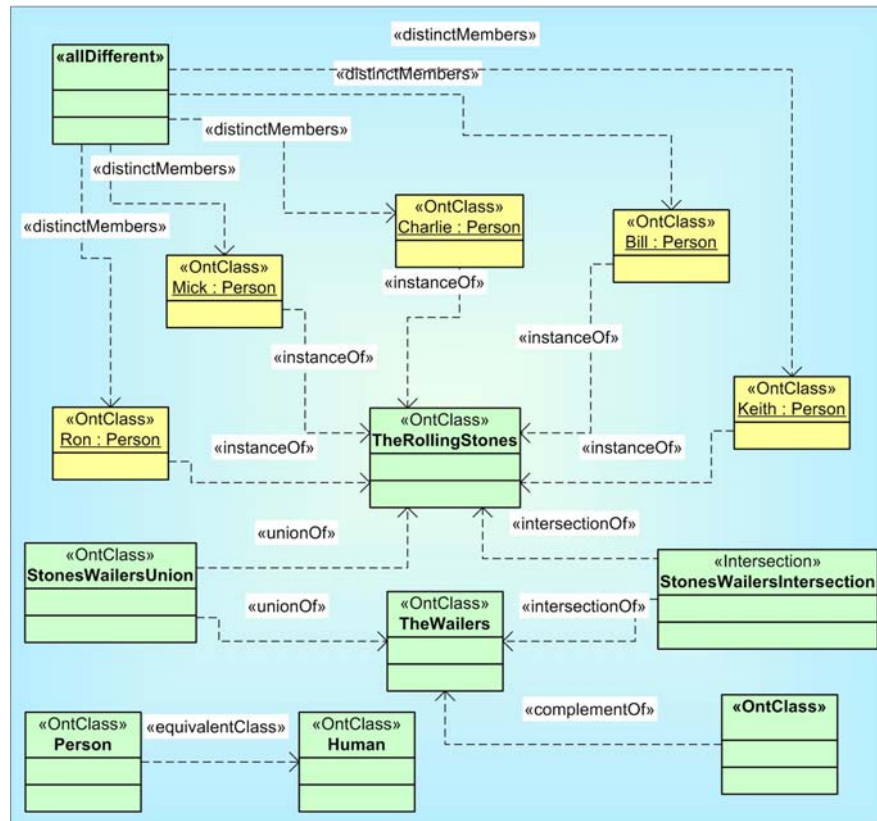 «distinctMembers»
«allDifferent»
«distinctMembers»
«distinctMembers»
«distinctMembers»
«distinctMembers»
«OntClass»
Charlie : Person
«OntClass»
Bill : Person
«OntClass»
Mick : Person
«instanceOf»
«instanceOf»
«instanceOf»
«OntClass»
Keith : Person
«OntClass»
Ron : Person
«OntClass»
TheRollingStones
«instanceOf»
«instanceOf»
«unionOf»
«intersectionOf»
«OntClass»
StonesWailersUnion
«Intersection»
StonesWailersIntersection
«unionOf»
«OntClass»
TheWailers
«intersectionOf»
«complementOf»
«OntClass»
«OntClass»
Person
«equivalentClass»
«OntClass»
Human